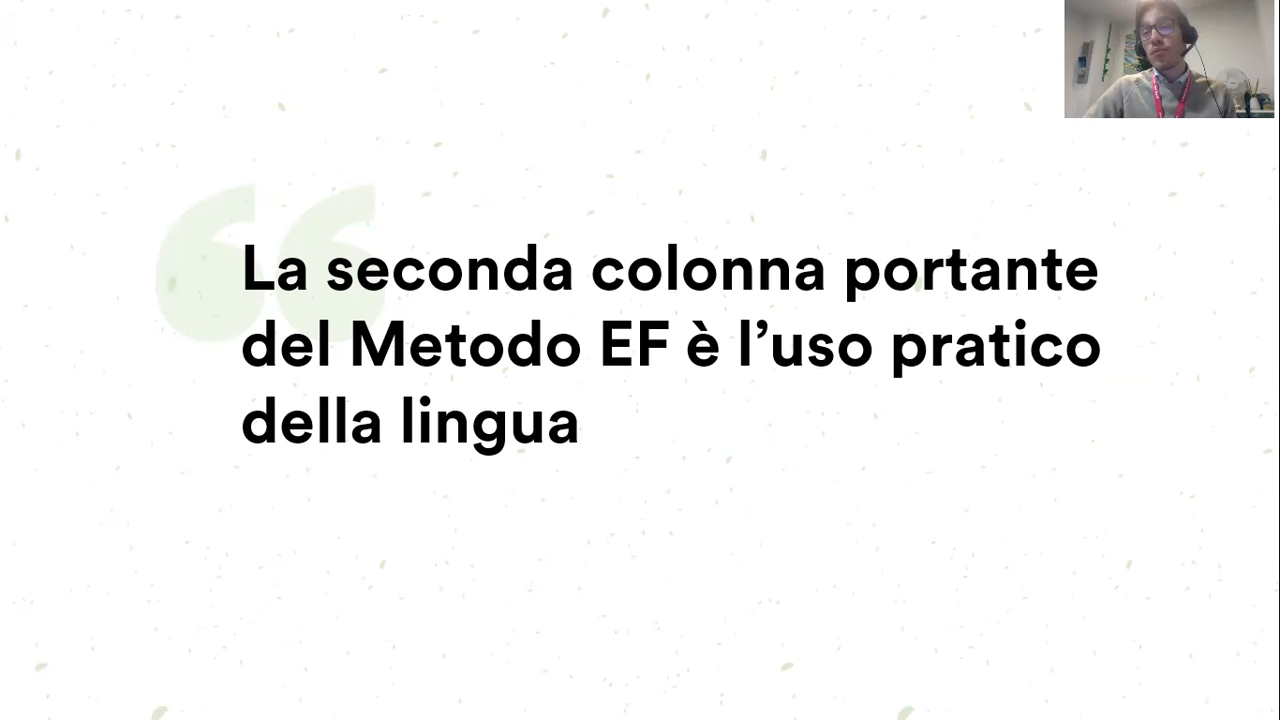 La seconda colonna portante
del Metodo EF è l’uso pratico
della lingua